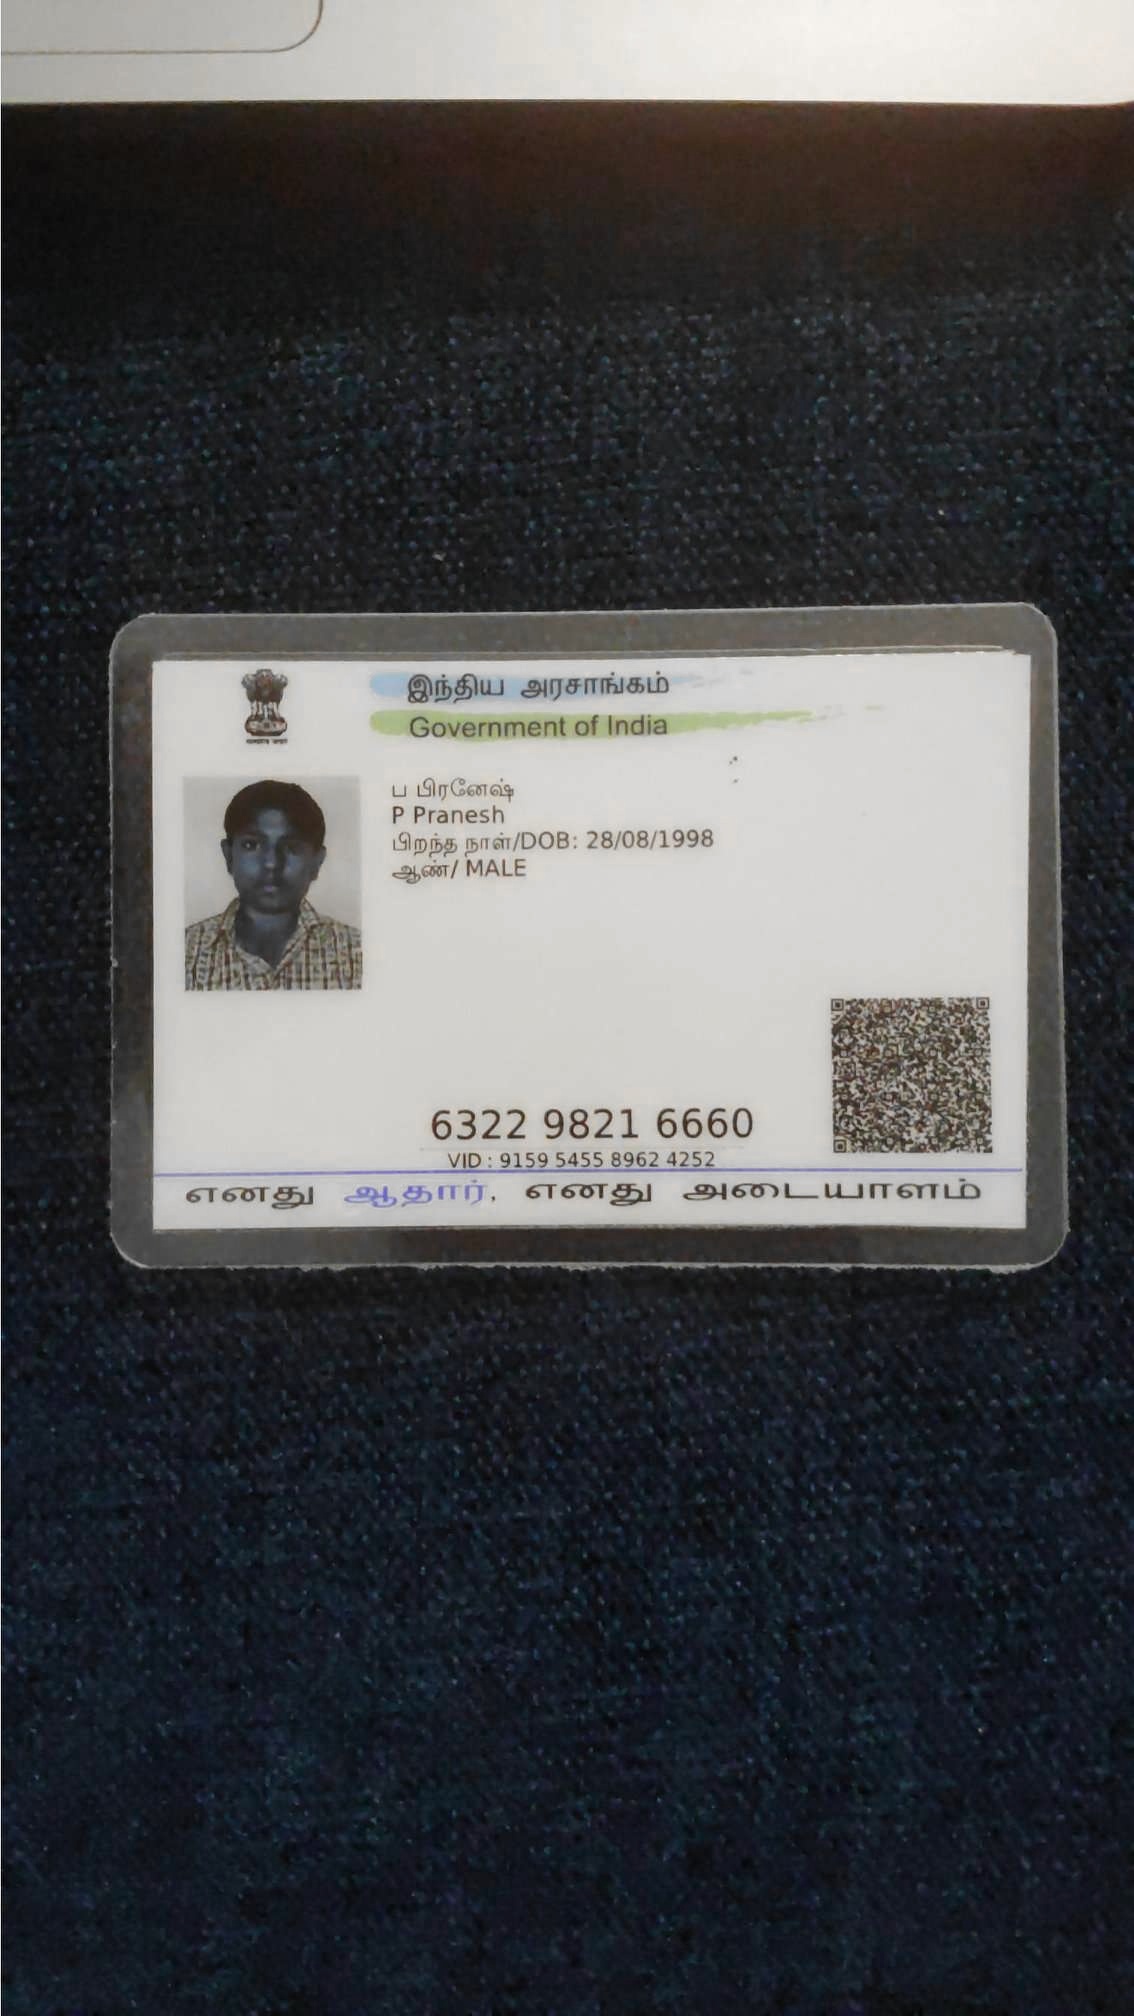 இந்திய அரசாங்கம்
Government of India
ப பிரனேஷ்
P Pranesh
பிறந்த நாள்/DOB: 28/08/1998
ஆண்/ MALE
6322 9821 6660
VID : 9159 5455 8962 4252
எனது ஆதார், எனது அடையாளம்